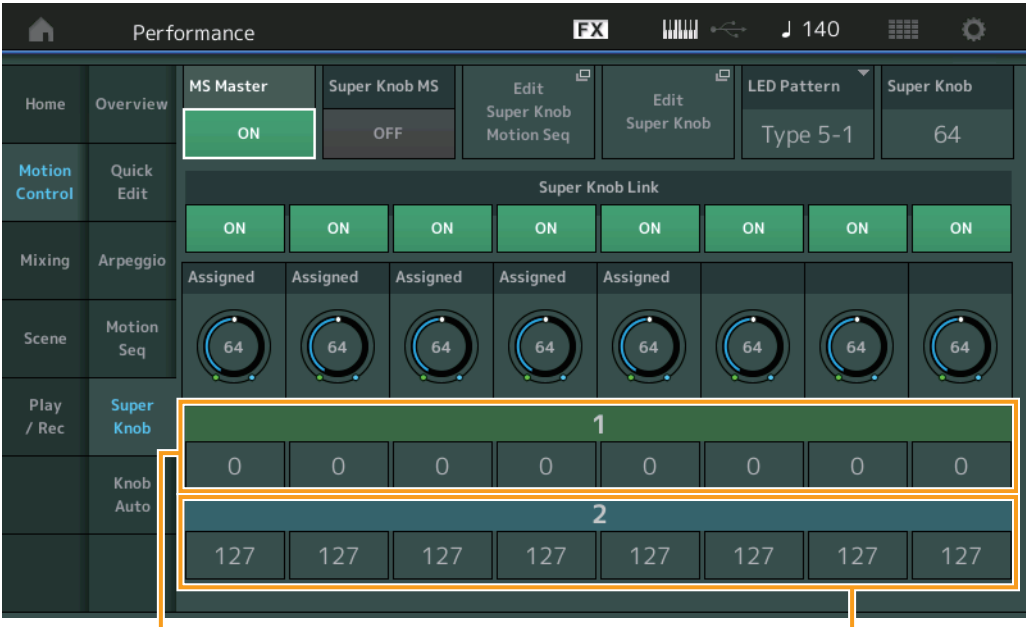 Performance FX 140
MS Master Super Knob MS Edit Super Knob Motion Seq Edit Super Knob LED Pattern Super Knob
ON OFF Type 5-1 64
Home Overview
Motion Control Quick Edit
Mixing Arpeggio
Scene Motion Seq
Play / Rec Super Knob
Knob Auto
Super Knob Link
ON ON ON ON ON ON ON ON
Assigned Assigned Assigned Assigned Assigned
64 64 64 64 64 64 64 64
1
0 0 0 0 0 0 0 0
2
127 127 127 127 127 127 127 127